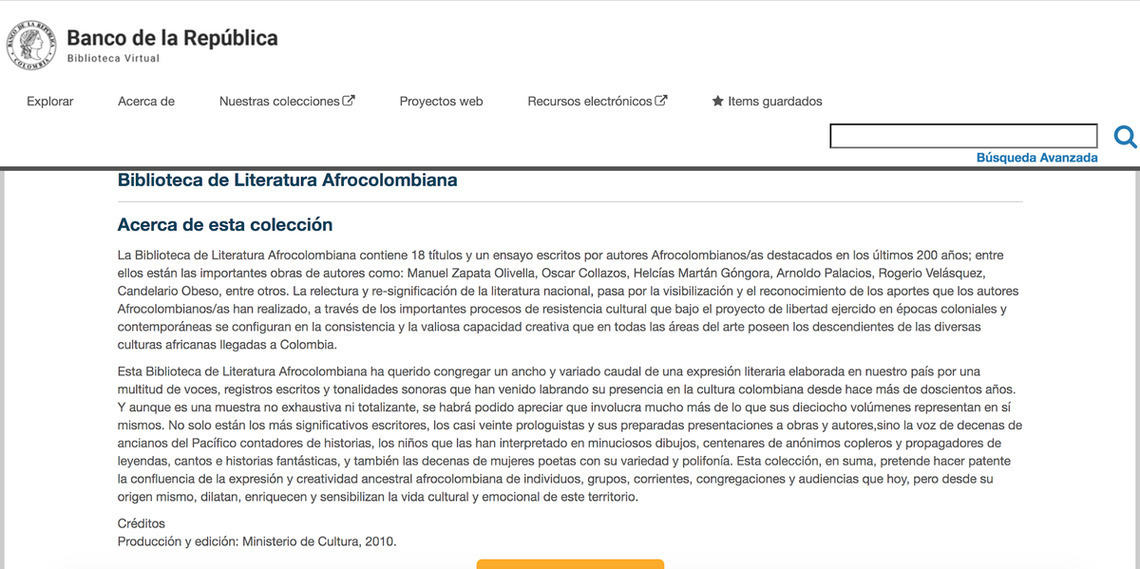 BANCO DE LA REPÚBLICA
COLOMBIA
Banco de la República
Biblioteca Virtual
Explorar Acerca de Nuestras colecciones Proyectos web Recursos electrónicos Items guardados
Búsqueda Avanzada
Biblioteca de Literatura Afrocolombiana
Acerca de esta colección
La Biblioteca de Literatura Afrocolombiana contiene 18 títulos y un ensayo escritos por autores Afrocolombianos/as destacados en los últimos 200 años; entre
ellos están las importantes obras de autores como: Manuel Zapata Olivella, Oscar Collazos, Helcías Martán Góngora, Arnoldo Palacios, Rogerio Velásquez,
Candelario Obeso, entre otros. La relectura y re-significación de la literatura nacional, pasa por la visibilización y el reconocimiento de los aportes que los autores
Afrocolombianos/as han realizado, a través de los importantes procesos de resistencia cultural que bajo el proyecto de libertad ejercido en épocas coloniales y
contemporáneas se configuran en la consistencia y la valiosa capacidad creativa que en todas las áreas del arte poseen los descendientes de las diversas
culturas africanas llegadas a Colombia.
Esta Biblioteca de Literatura Afrocolombiana ha querido congregar un ancho y variado caudal de una expresión literaria elaborada en nuestro país por una
multitud de voces, registros escritos y tonalidades sonoras que han venido labrando su presencia en la cultura colombiana desde hace más de doscientos años.
Y aunque es una muestra no exhaustiva ni totalizante, se habrá podido apreciar que involucra mucho más de lo que sus dieciocho volúmenes representan en sí
mismos. No solo están los más significativos escritores, los casi veinte prologuistas y sus preparadas presentaciones a obras y autores,sino la voz de decenas de
ancianos del Pacífico contadores de historias, los niños que las han interpretado en minuciosos dibujos, centenares de anónimos copleros y propagadores de
leyendas, cantos e historias fantásticas, y también las decenas de mujeres poetas con su variedad y polifonía. Esta colección, en suma, pretende hacer patente
la confluencia de la expresión y creatividad ancestral afrocolombiana de individuos, grupos, corrientes, congregaciones y audiencias que hoy, pero desde su
origen mismo, dilatan, enriquecen y sensibilizan la vida cultural y emocional de este territorio.
Créditos
Producción y edición: Ministerio de Cultura, 2010.